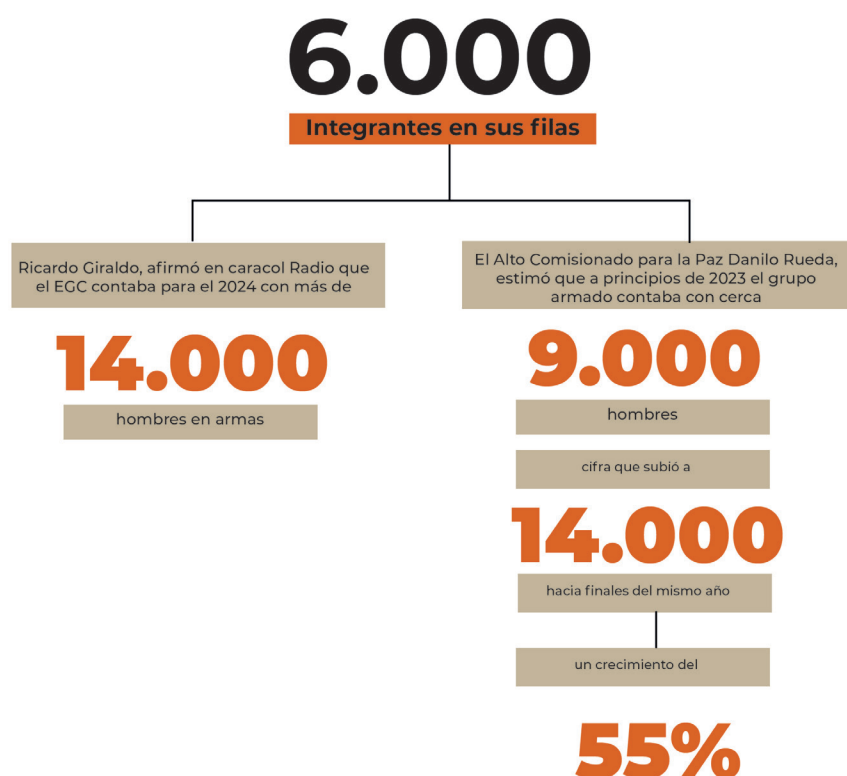 6.000
Integrantes en sus filas
Ricardo Giraldo, afirmó en caracol Radio que
el EGC contaba para el 2024 con más de
14.000
hombres en armas
El Alto Comisionado para la Paz Danilo Rueda,
estimó que a principios de 2023 el grupo
armado contaba con cerca
9.000
hombres
cifra que subió a
14.000
hacia finales del mismo año
un crecimiento del
55%